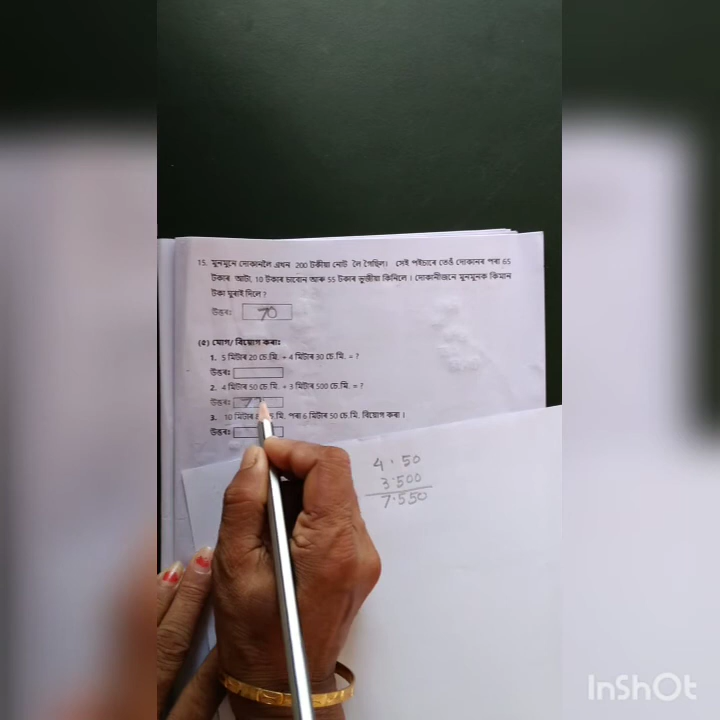 15. মুনমুনে দোকানলৈ এখন 200 টকীয়া নোট লৈ গৈছিল। সেই পইচাৰে তেওঁ দোকানৰ পৰা 65
টকাৰ আটা, 10 টকাৰ চাবোন আৰু 55 টকাৰ ভুজীয়া কিনিলে। দোকানীজনে মুনমুনক কিমান
টকা ঘূৰাই দিলে?
উত্তৰঃ 70
(৫) যোগ/ বিয়োগ কৰাঃ
1. 5 মিটাৰ 20 চে.মি. + 4 মিটাৰ 30 চে.মি. = ?
উত্তৰঃ
2. 4 মিটাৰ 50 চে.মি. + 3 মিটাৰ 500 চে.মি. = ?
উত্তৰঃ
3. 10 মিটাৰ মি. পৰা 6 মিটাৰ 50 চে.মি. বিয়োগ কৰা।
উত্তৰঃ
4.50
3.500
7.550
InShOt